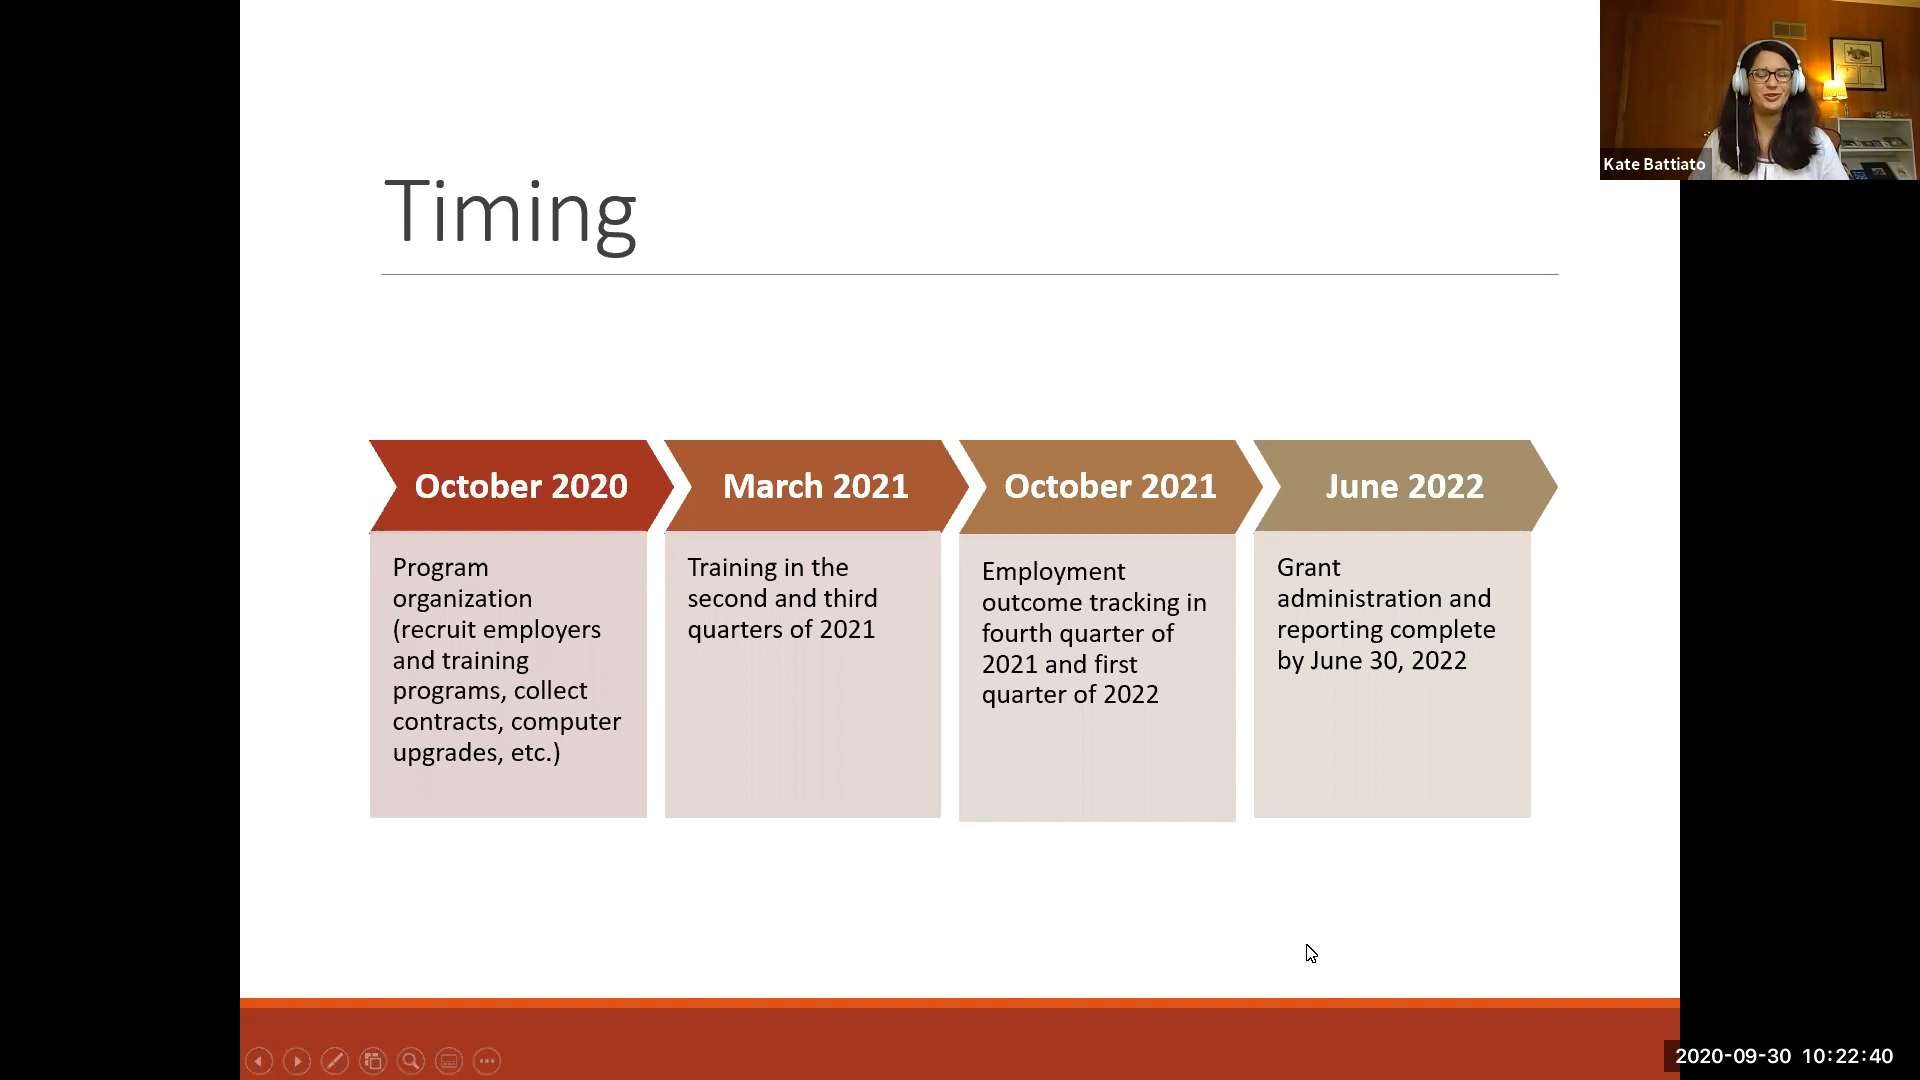 Kate Battiato
Timing
October 2020
Program
organization
(recruit employers
and training
programs, collect
contracts, computer
upgrades, etc.)
March 2021
Training in the
second and third
quarters of 2021
October 2021
Employment
outcome tracking in
fourth quarter of
2021 and first
quarter of 2022
June 2022
Grant
administration and
reporting complete
by June 30, 2022
2020-09-30 10:22:40